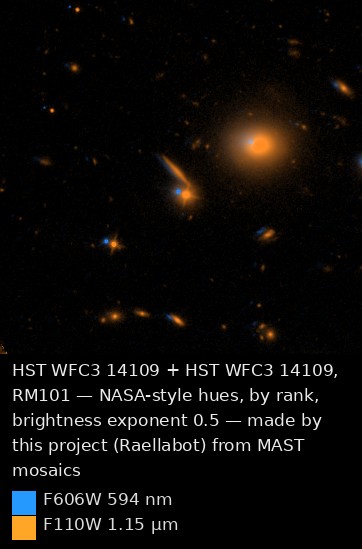 HST WFC3 14109 + HST WFC3 14109,
RM101 — NASA-style hues, by rank,
brightness exponent 0.5 — made by
this project (Raellabot) from MAST
mosaics
F606W 594 nm
F110W 1.15 µm